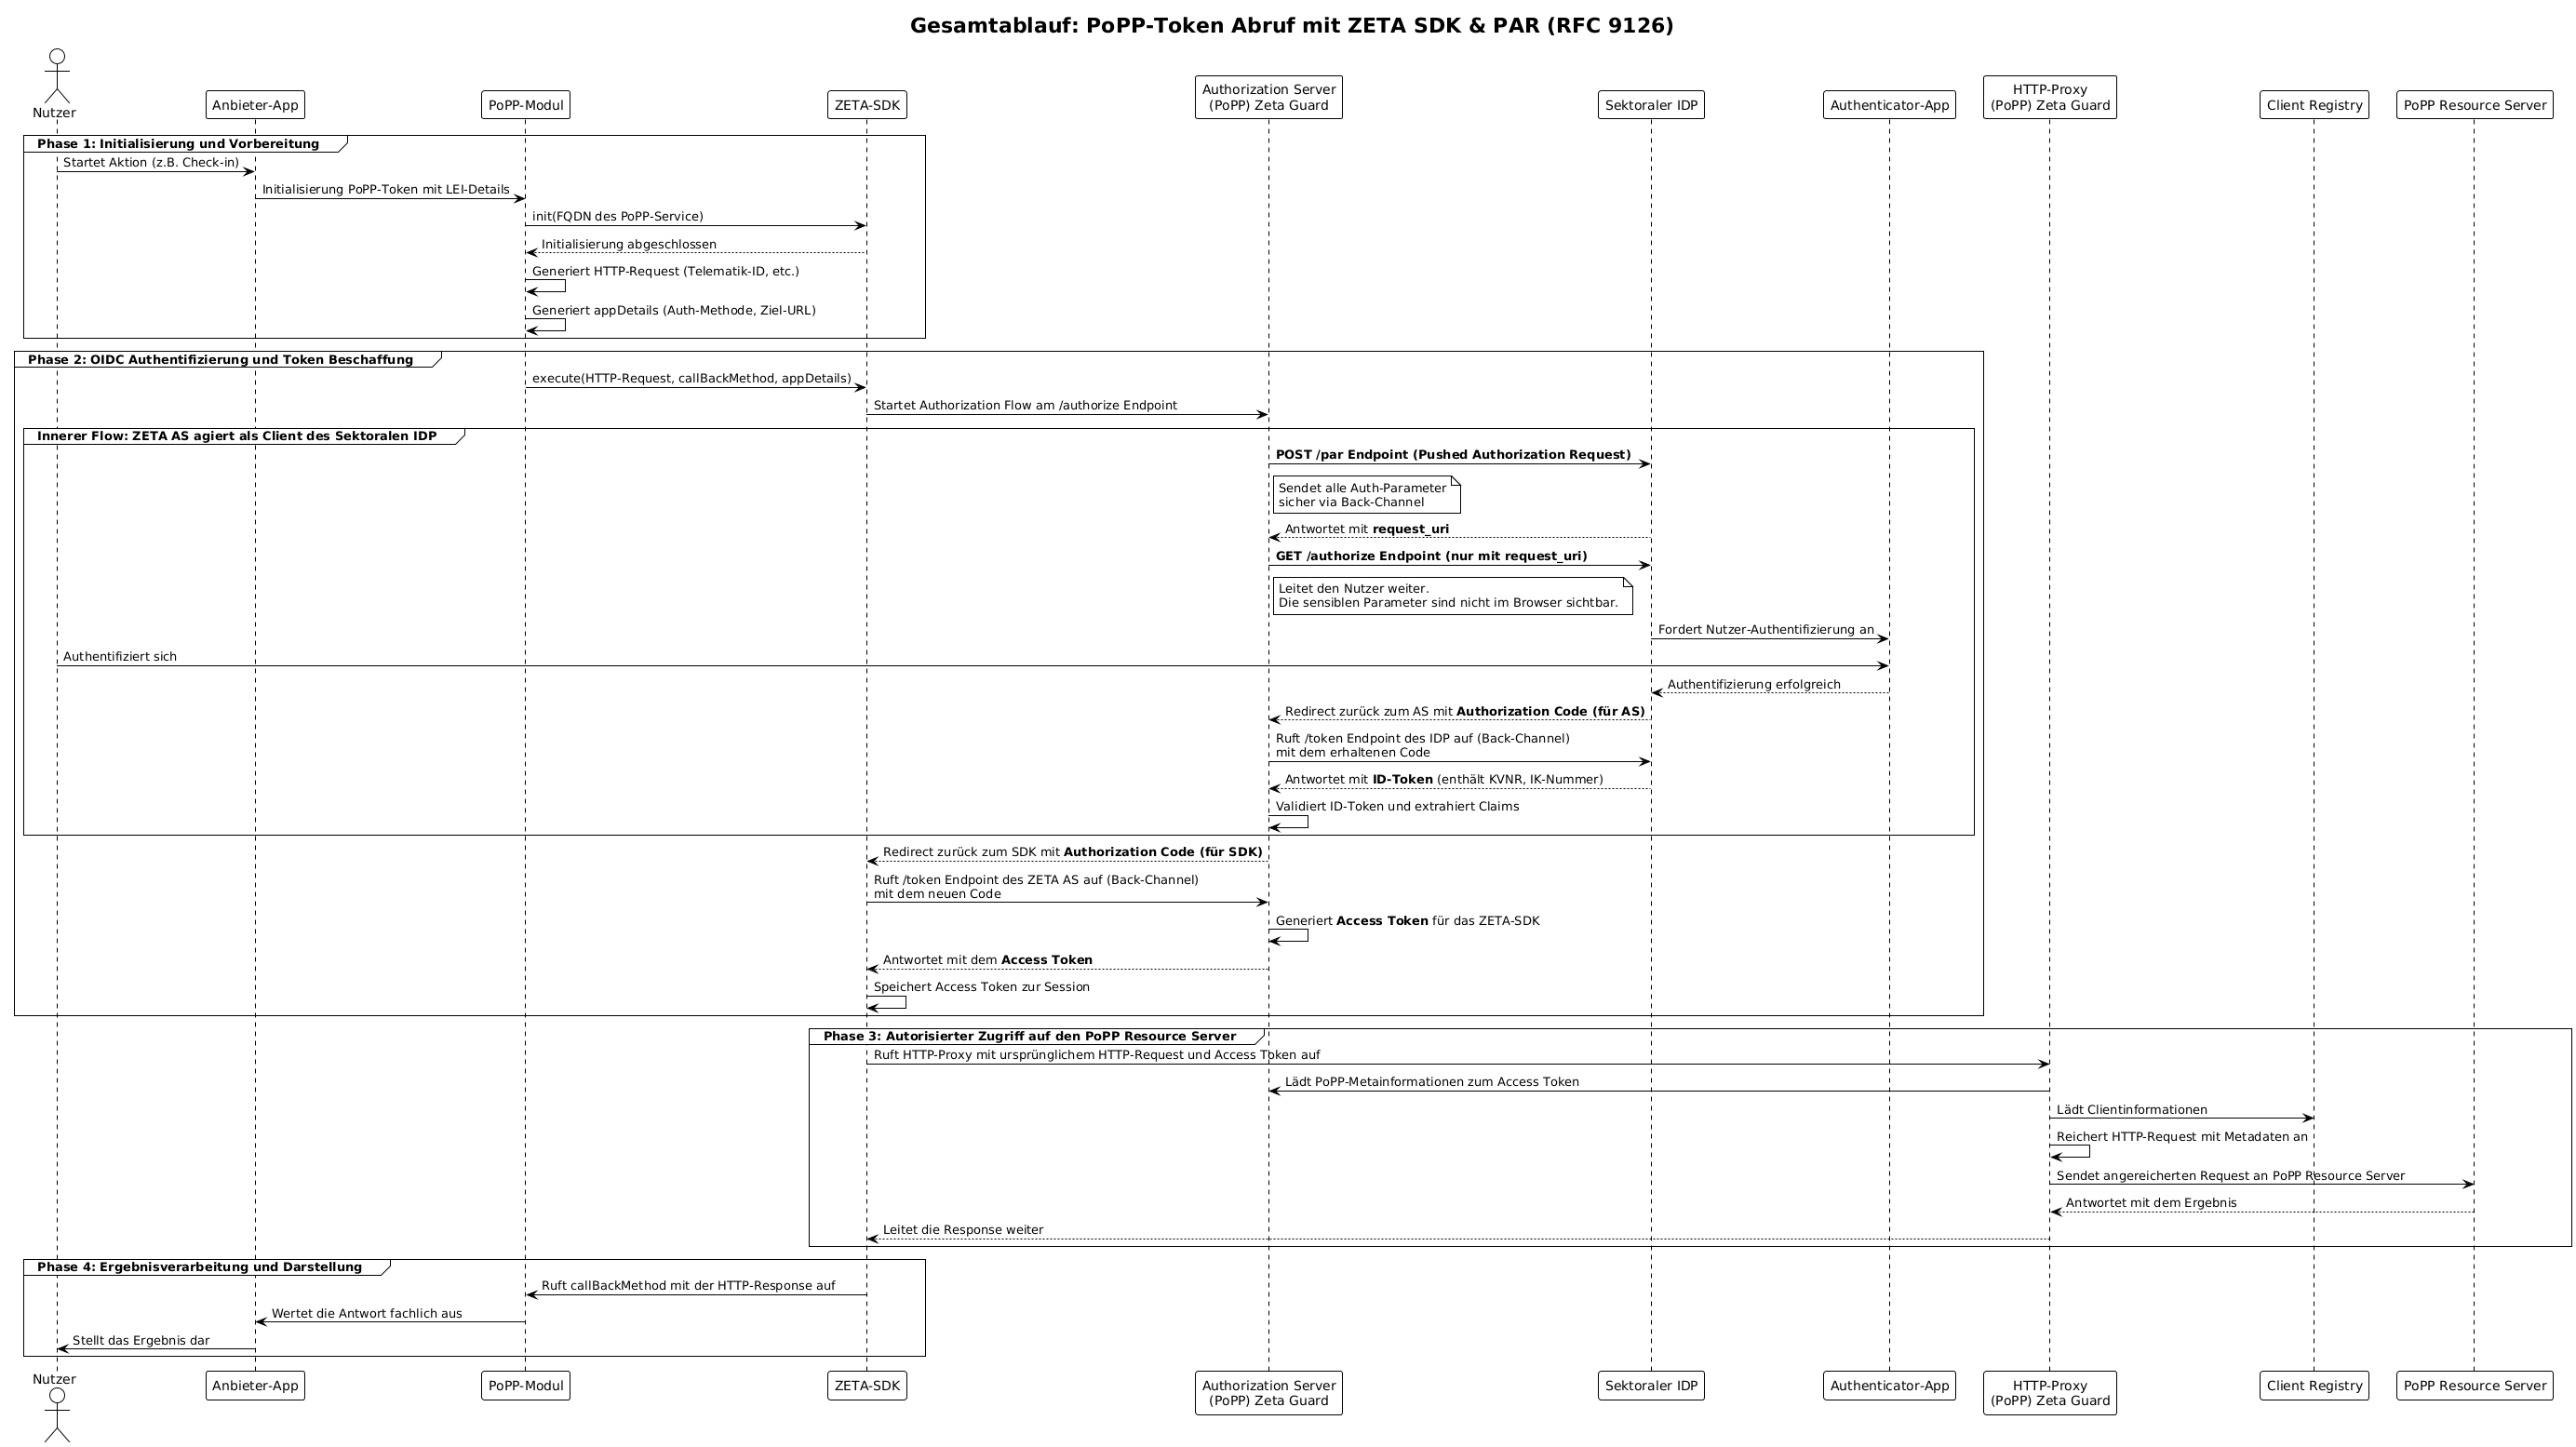 Gesamtablauf: PoPP-Token Abruf mit ZETA SDK & PAR (RFC 9126)
Nutzer
Anbieter-App
PoPP-Modul
ZETA-SDK
Authorization Server
(PoPP) Zeta Guard
Sektoraler IDP
Authenticator-App
HTTP-Proxy
(PoPP) Zeta Guard
Client Registry
PoPP Resource Server
Phase 1: Initialisierung und Vorbereitung
Startet Aktion (z.B. Check-in)
Initialisierung PoPP-Token mit LEI-Details
init(FQDN des PoPP-Service)
Initialisierung abgeschlossen
Generiert HTTP-Request (Telematik-ID, etc.)
Generiert appDetails (Auth-Methode, Ziel-URL)
Phase 2: OIDC Authentifizierung und Token Beschaffung
execute(HTTP-Request, callBackMethod, appDetails)
Startet Authorization Flow am /authorize Endpoint
Innerer Flow: ZETA AS agiert als Client des Sektoralen IDP
POST /par Endpoint (Pushed Authorization Request)
Sendet alle Auth-Parameter
sicher via Back-Channel
Antwortet mit request_uri
GET /authorize Endpoint (nur mit request_uri)
Leitet den Nutzer weiter.
Die sensiblen Parameter sind nicht im Browser sichtbar.
Fordert Nutzer-Authentifizierung an
Authentifiziert sich
Authentifizierung erfolgreich
Redirect zurück zum AS mit Authorization Code (für AS)
Ruft /token Endpoint des IDP auf (Back-Channel)
mit dem erhaltenen Code
Antwortet mit ID-Token (enthält KVNR, IK-Nummer)
Validiert ID-Token und extrahiert Claims
Redirect zurück zum SDK mit Authorization Code (für SDK)
Ruft /token Endpoint des ZETA AS auf (Back-Channel)
mit dem neuen Code
Generiert Access Token für das ZETA-SDK
Antwortet mit dem Access Token
Speichert Access Token zur Session
Phase 3: Autorisierter Zugriff auf den PoPP Resource Server
Ruft HTTP-Proxy mit ursprünglichem HTTP-Request und Access Token auf
Lädt PoPP-Metainformationen zum Access Token
Lädt Clientinformationen
Reichert HTTP-Request mit Metadaten an
Sendet angereicherten Request an PoPP Resource Server
Antwortet mit dem Ergebnis
Leitet die Response weiter
Phase 4: Ergebnisverarbeitung und Darstellung
Ruft callBackMethod mit der HTTP-Response auf
Wertet die Antwort fachlich aus
Stellt das Ergebnis dar
Nutzer
Anbieter-App
PoPP-Modul
ZETA-SDK
Authorization Server
(PoPP) Zeta Guard
Sektoraler IDP
Authenticator-App
HTTP-Proxy
(PoPP) Zeta Guard
Client Registry
PoPP Resource Server